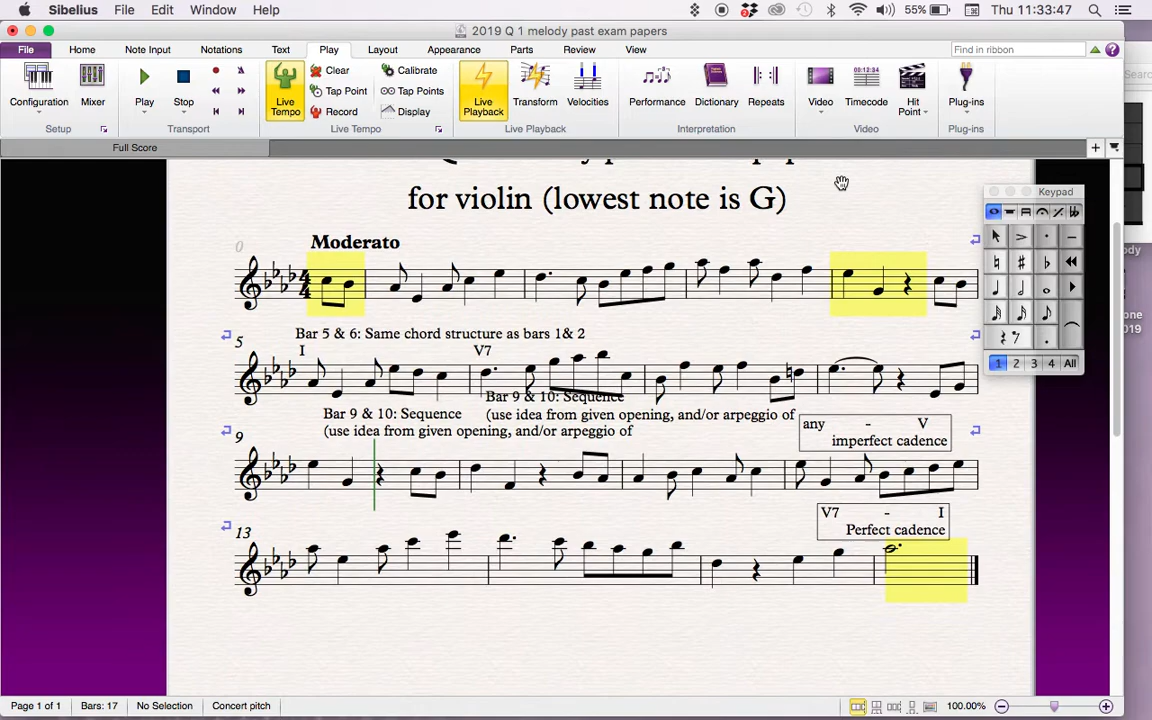 Sibelius File Edit Window Help 55% Thu 11:33:47
2019 Q 1 melody past exam papers
File Home Note Input Notations Text Play Layout Appearance Parts Review View Find in ribbon
Configuration Mixer Play Stop Live Tempo Clear Tap Point Record Calibrate Tap Points Display Live Playback Transform Velocities Performance Dictionary Repeats Video Timecode Hit Point Plug-ins
Setup Transport Live Tempo Live Playback Interpretation Video Plug-ins
Full Score
for violin (lowest note is G)
Keypad
0 Moderato
Bar 5 & 6: Same chord structure as bars 1& 2
5 I V7
1 2 3 4 All
Bar 9 & 10: Sequence
(use idea from given opening, and/or arpeggio of
Bar 9 & 10: Sequence
(use idea from given opening, and/or arpeggio of
any - V
imperfect cadence
9
V7 - I
Perfect cadence
13
Page 1 of 1 Bars: 17 No Selection Concert pitch 100.00%